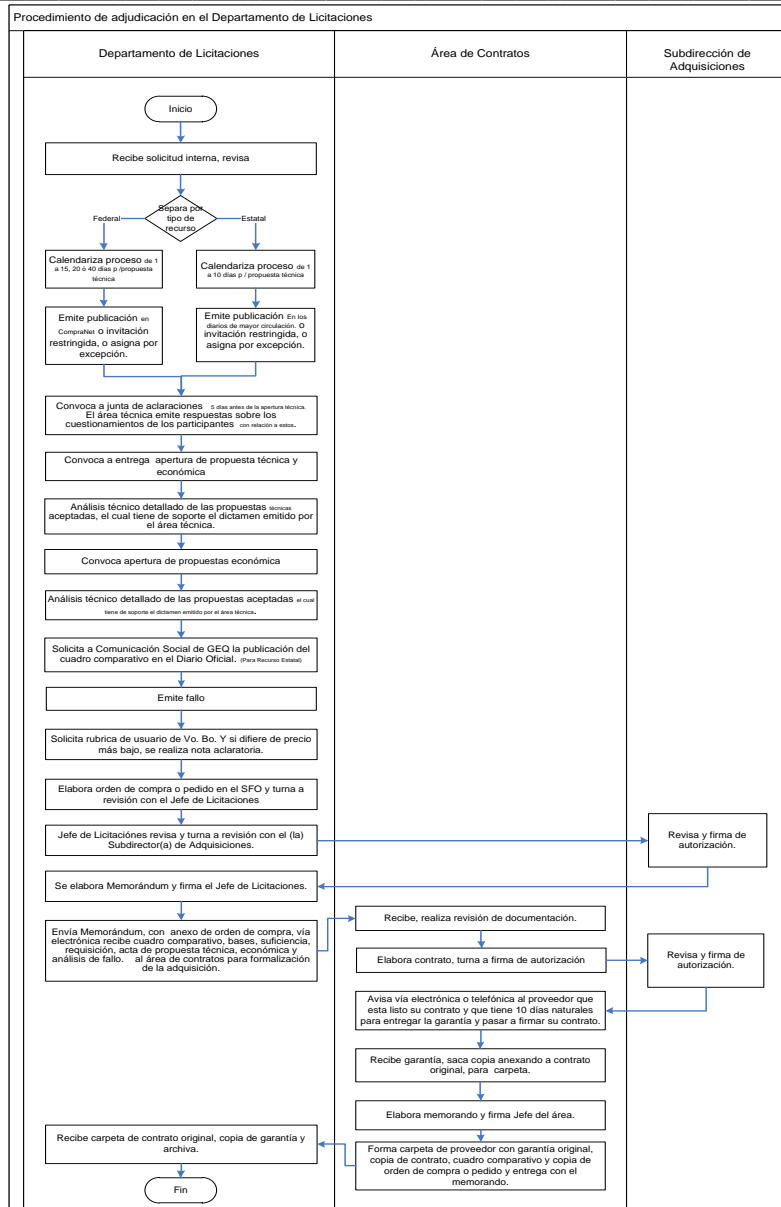 Procedimiento de adjudicación en el Departamento de Licitaciones
Departamento de Licitaciones
Área de Contratos
Subdirección de
Adquisiciones
Inicio
Recibe solicitud interna, revisa
Separa por
tipo de
recurso
Federal
Estatal
Calendariza proceso de 1
a 15, 20 ó 40 días p /propuesta
técnica
Calendariza proceso de 1
a 10 días p / propuesta técnica
Emite publicación en
CompraNet o invitación
restringida, o asigna por
excepción.
Emite publicación En los
diarios de mayor circulación. O
invitación restringida, o
asigna por excepción.
Convoca a junta de aclaraciones 5 días antes de la apertura técnica.
El área técnica emite respuestas sobre los
cuestionamientos de los participantes con relación a estos.
Convoca a entrega apertura de propuesta técnica y
económica
Análisis técnico detallado de las propuestas técnicas
aceptadas, el cual tiene de soporte el dictamen emitido por
el área técnica.
Convoca apertura de propuestas económica
Análisis técnico detallado de las propuestas aceptadas el cual
tiene de soporte el dictamen emitido por el área técnica.
Solicita a Comunicación Social de GEQ la publicación del
cuadro comparativo en el Diario Oficial. (Para Recurso Estatal)
Emite fallo
Solicita rubrica de usuario de Vo. Bo. Y si difiere de precio
más bajo, se realiza nota aclaratoria.
Elabora orden de compra o pedido en el SFO y turna a
revisión con el Jefe de Licitaciones
Jefe de Licitaciónes revisa y turna a revisión con el (la)
Subdirector(a) de Adquisiciones.
Revisa y firma de
autorización.
Se elabora Memorándum y firma el Jefe de Licitaciones.
Envía Memorándum, con anexo de orden de compra, vía
electrónica recibe cuadro comparativo, bases, suficiencia,
requisición, acta de propuesta técnica, económica y
análisis de fallo. al área de contratos para formalización
de la adquisición.
Recibe, realiza revisión de documentación.
Elabora contrato, turna a firma de autorización
Revisa y firma de
autorización.
Avisa vía electrónica o telefónica al proveedor que
esta listo su contrato y que tiene 10 días naturales
para entregar la garantía y pasar a firmar su contrato.
Recibe garantía, saca copia anexando a contrato
original, para carpeta.
Elabora memorando y firma Jefe del área.
Forma carpeta de proveedor con garantía original,
copia de contrato, cuadro comparativo y copia de
orden de compra o pedido y entrega con el
memorando.
Recibe carpeta de contrato original, copia de garantía y
archiva.
Fin